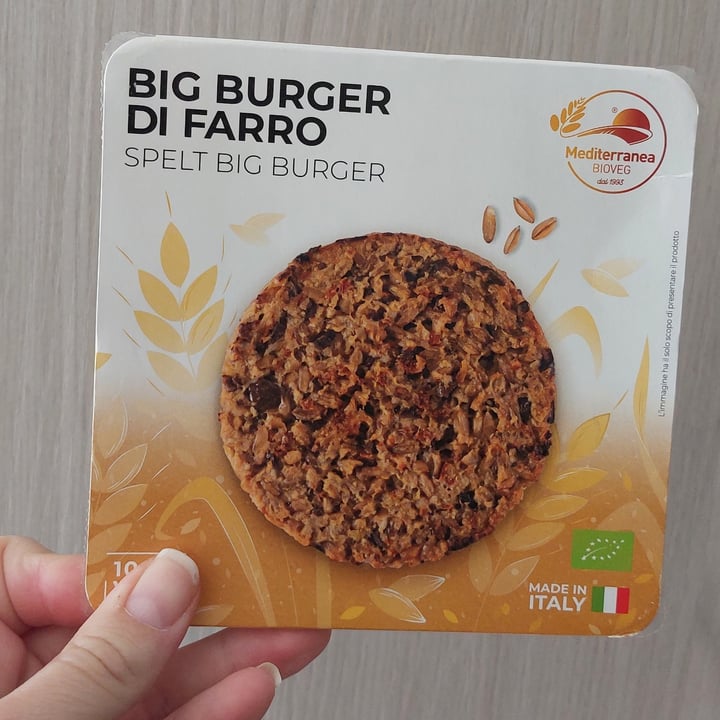 BIG BURGER
DI FARRO
SPELT BIG BURGER
Mediterranea
BIOVEG
dal 1993
L'immagine ha il solo scopo di presentare il prodotto
MADE IN
ITALY